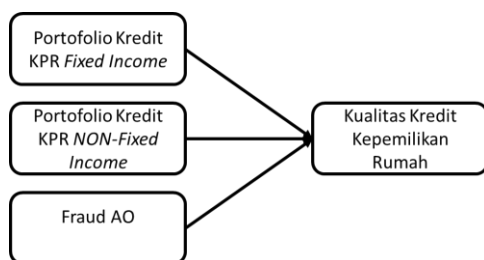 Portofolio Kredit
KPR Fixed Income
Portofolio Kredit
KPR NON-Fixed
Income
Fraud AO
Kualitas Kredit
Kepemilikan
Rumah